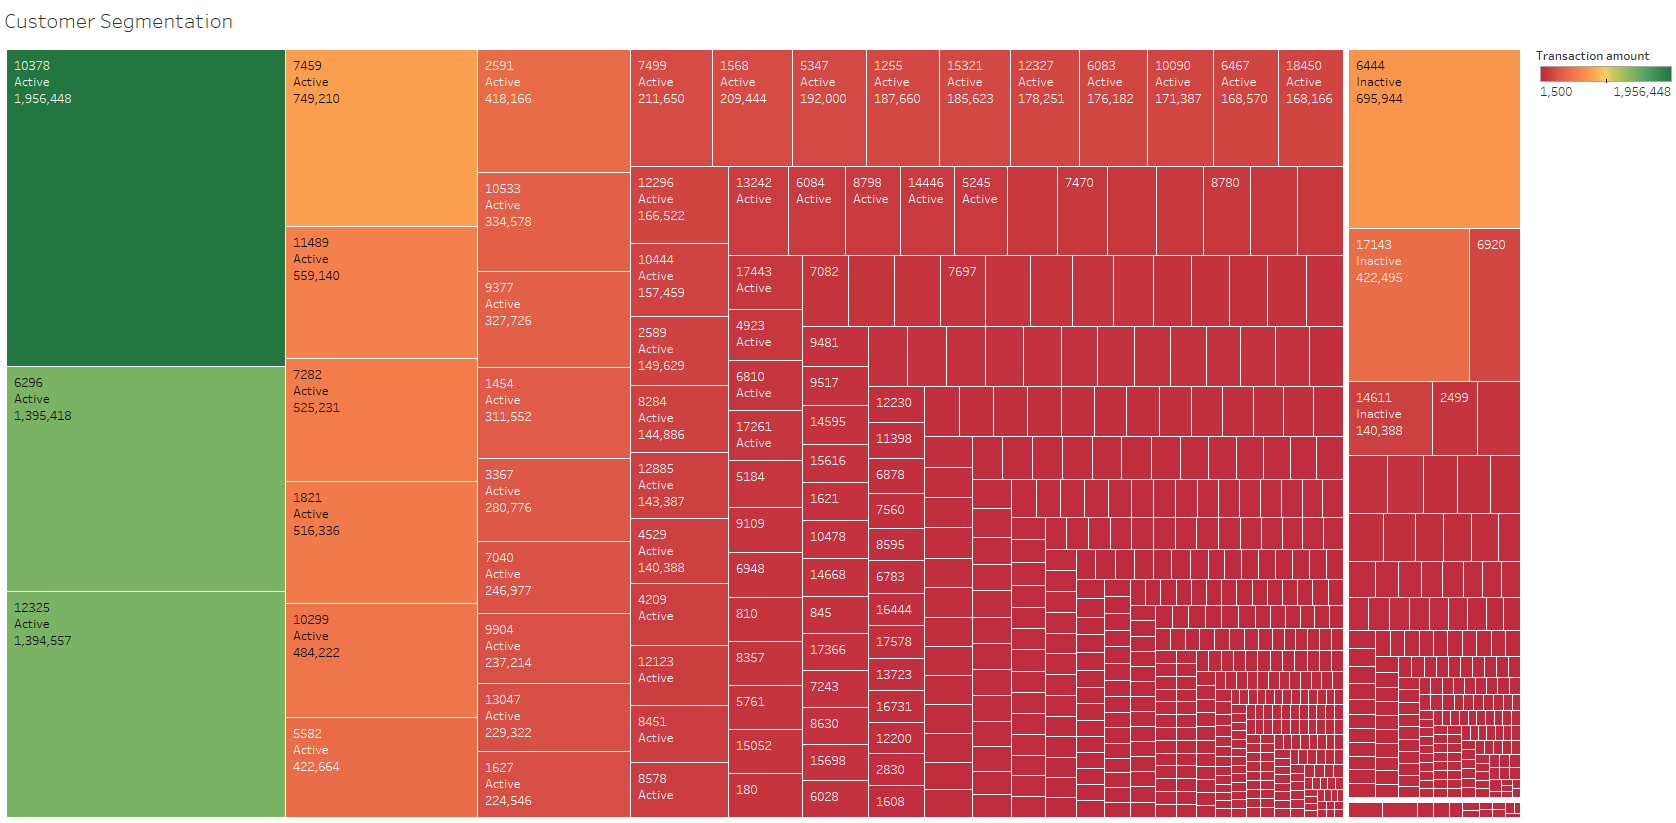 Customer Segmentation
10378
Active
1,956,448
6296
Active
1,395,418
12325
Active
1,394,557
7459
Active
749,210
11489
Active
559,140
7282
Active
525,231
1821
Active
516,336
10299
Active
484,222
5582
Active
422,664
2591
Active
418,166
10533
Active
334,578
9377
Active
327,726
1454
Active
311,552
3367
Active
280,776
7040
Active
246,977
9904
Active
237,214
13047
Active
229,322
1627
Active
224,546
7499
Active
211,650
1568
Active
209,444
5347
Active
192,000
1255
Active
187,660
15321
Active
185,623
12327
Active
178,251
6083
Active
176,182
10090
Active
171,387
6467
Active
168,570
18450
Active
168,166
12296
Active
166,522
10444
Active
157,459
2589
Active
149,629
8284
Active
144,886
12885
Active
143,387
4529
Active
140,388
4209
Active
12123
Active
8451
Active
8578
Active
13242
Active
6084
Active
8798
Active
14446
Active
5245
Active
7470
8780
17443
Active
4923
Active
6810
Active
17261
Active
5184
9109
6948
810
8357
5761
15052
180
7082
7697
9481
9517
14595
15616
1621
10478
14668
845
17366
7243
8630
15698
6028
12230
11398
6878
7560
8595
6783
16444
17578
13723
16731
12200
2830
1608
6444
Inactive
695,944
17143
Inactive
422,495
6920
14611
Inactive
140,388
2499
Transaction amount
1,500
1,956,448